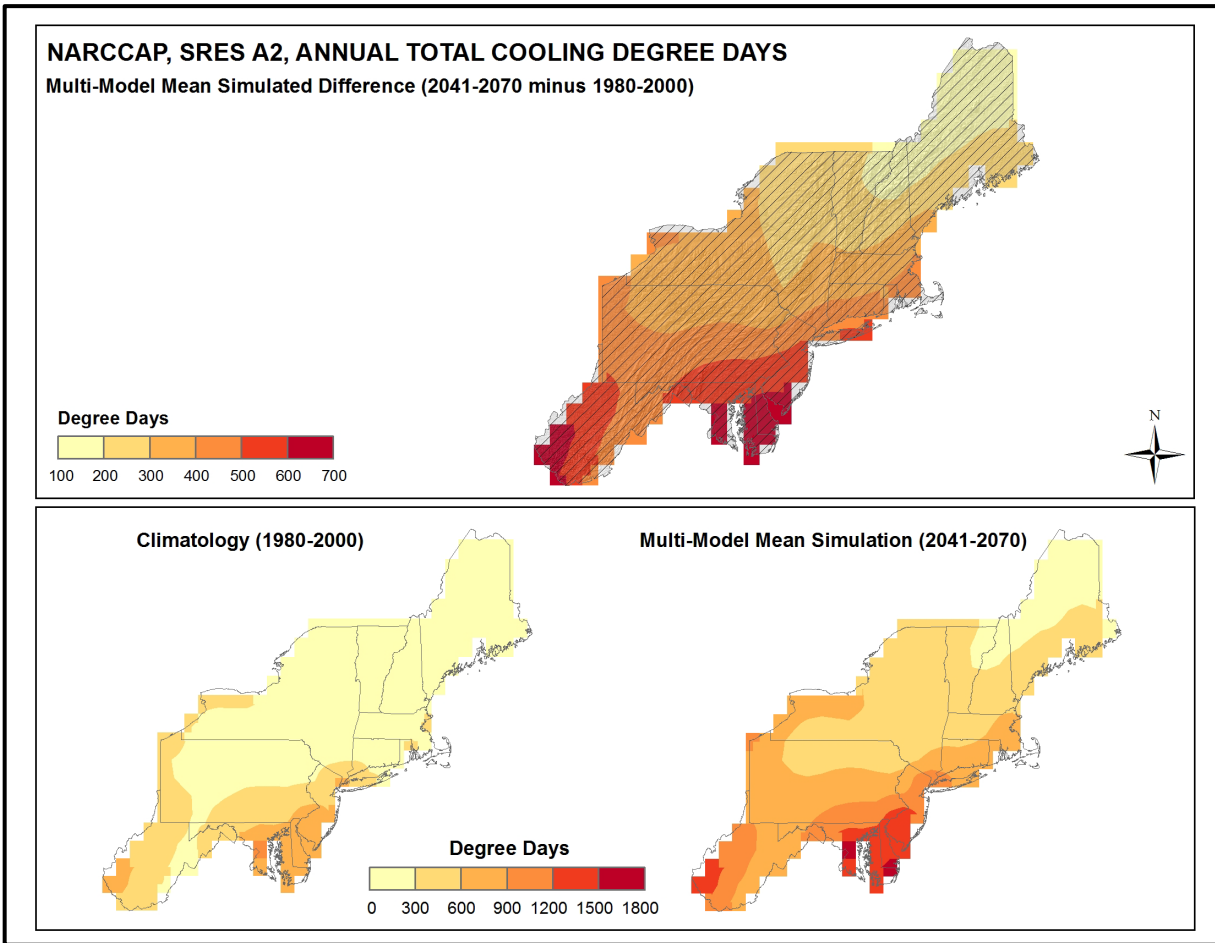 NARCCAP, SRES A2, ANNUAL TOTAL COOLING DEGREE DAYS
Multi-Model Mean Simulated Difference (2041-2070 minus 1980-2000)
Degree Days
100 200 300 400 500 600 700
N
Climatology (1980-2000)
Multi-Model Mean Simulation (2041-2070)
Degree Days
0 300 600 900 1200 1500 1800